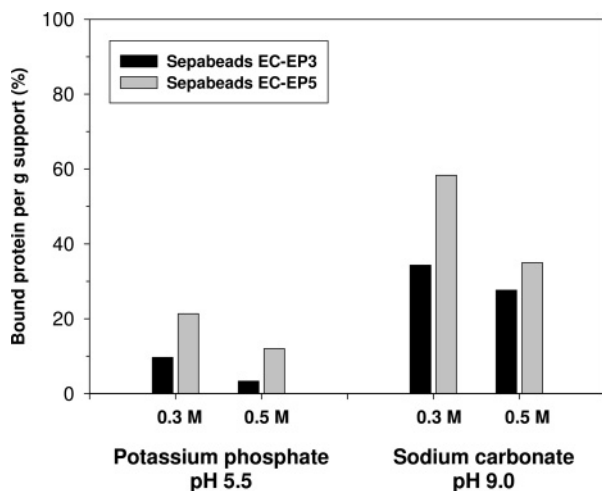 Bound protein per g support (%)
100
80
60
40
20
0
Sepabeads EC-EP3
Sepabeads EC-EP5
0.3 M 0.5 M 0.3 M 0.5 M
Potassium phosphate Sodium carbonate
pH 5.5 pH 9.0